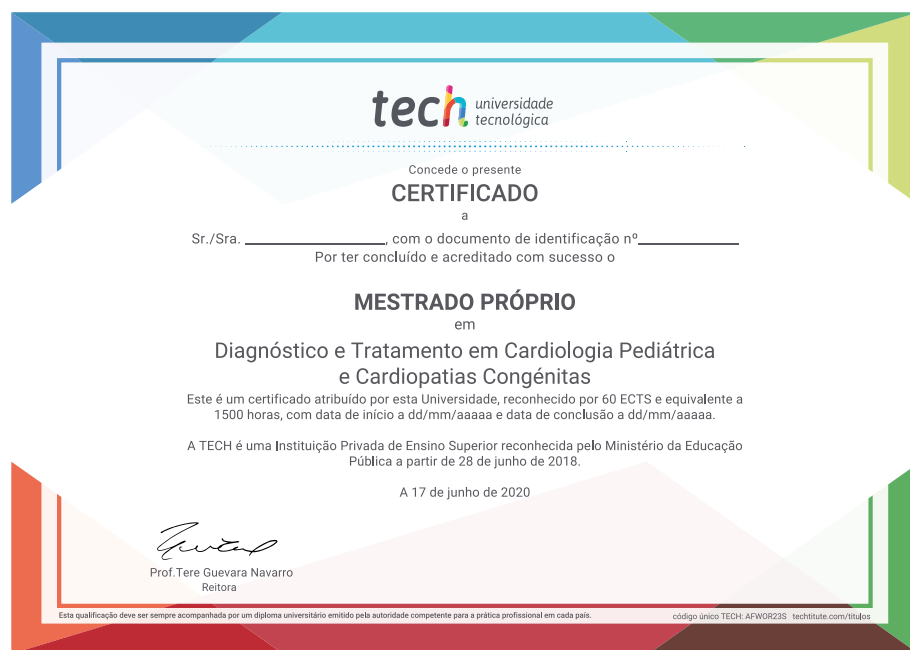 tech universidade
tecnológica
Concede o presente
CERTIFICADO
a
Sr./Sra. ____________________, com o documento de identificação nº______________
Por ter concluído e acreditado com sucesso o
MESTRADO PRÓPRIO
em
Diagnóstico e Tratamento em Cardiologia Pediátrica
e Cardiopatias Congénitas
Este é um certificado atribuído por esta Universidade, reconhecido por 60 ECTS e equivalente a
1500 horas, com data de início a dd/mm/aaaaa e data de conclusão a dd/mm/aaaaa.
A TECH é uma Instituição Privada de Ensino Superior reconhecida pelo Ministério da Educação
Pública a partir de 28 de junho de 2018.
A 17 de junho de 2020
Prof.Tere Guevara Navarro
Reitora
Esta qualificação deve ser sempre acompanhada por um diploma universitário emitido pela autoridade competente para a prática profissional em cada país.
código único TECH: AFWOR23S techtitute.com/titulos